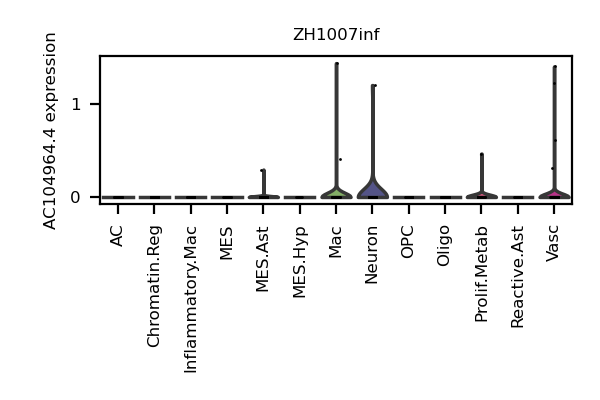 ZH1007inf
AC104964.4 expression
1
0
AC
Chromatin.Reg
Inflammatory.Mac
MES
MES.Ast
MES.Hyp
Mac
Neuron
OPC
Oligo
Prolif.Metab
Reactive.Ast
Vasc